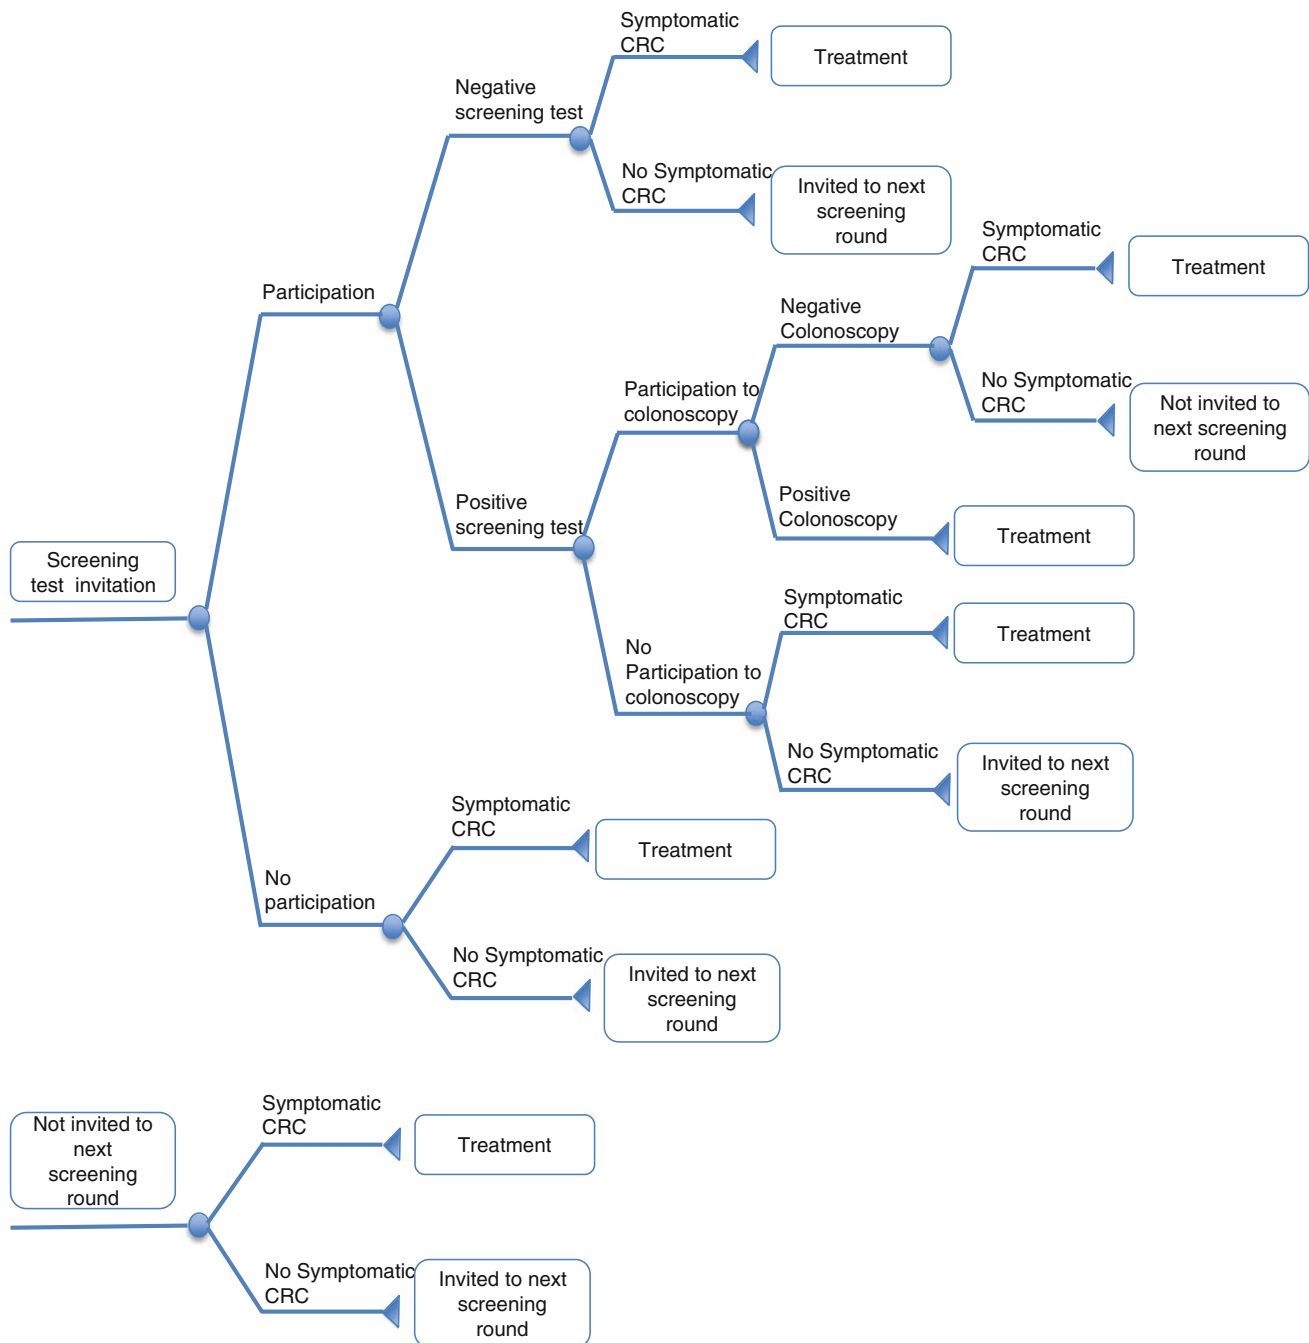 Symptomatic
CRC
Treatment
Negative
screening test
No Symptomatic
CRC
Invited to next
screening
round
Symptomatic
CRC
Treatment
Participation
Negative
Colonoscopy
No Symptomatic
CRC
Not invited to
next screening
round
Participation to
colonoscopy
Positive
screening test
Positive
Colonoscopy
Treatment
Screening
test invitation
Symptomatic
CRC
Treatment
No
Participation to
colonoscopy
No Symptomatic
CRC
Invited to next
screening
round
Symptomatic
CRC
Treatment
No
participation
No Symptomatic
CRC
Invited to next
screening
round
Not invited to
next
screening
round
Symptomatic
CRC
Treatment
No Symptomatic
CRC
Invited to next
screening
round